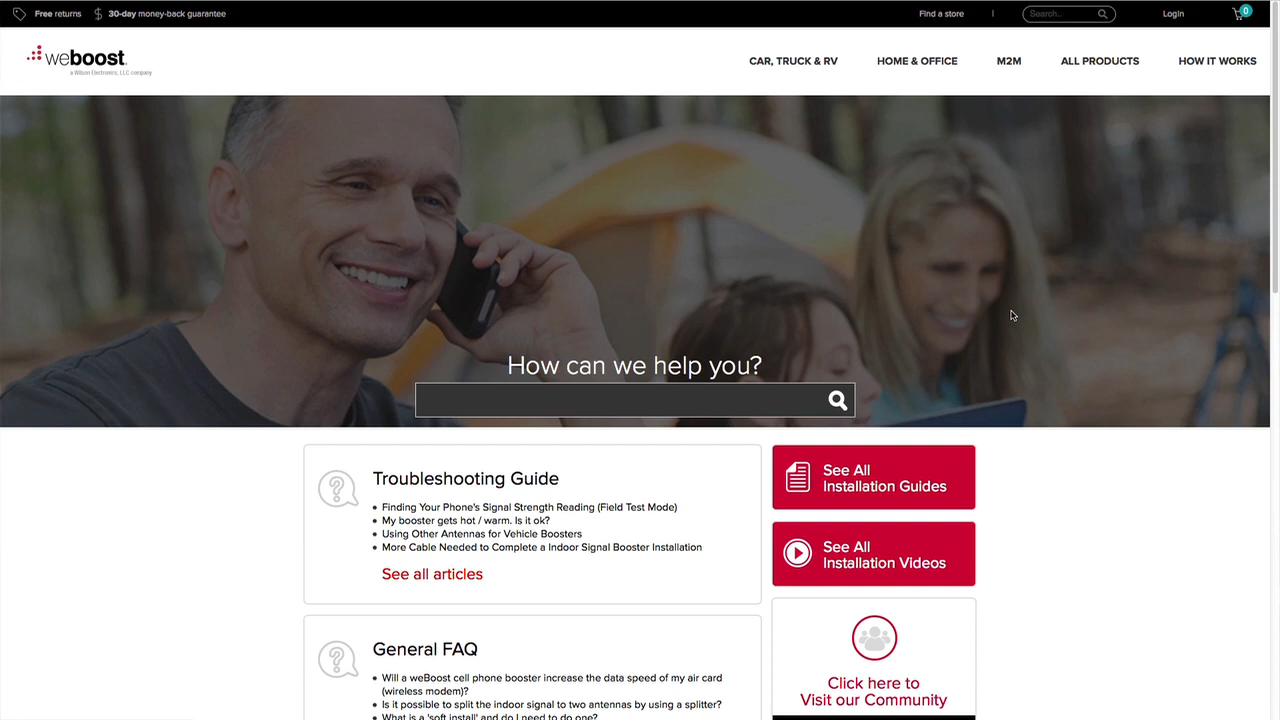 Free returns
30-day money-back guarantee
Find a store
Search...
Login
0
weboost.
a Wilson Electronics, LLC company
CAR, TRUCK & RV
HOME & OFFICE
M2M
ALL PRODUCTS
HOW IT WORKS
How can we help you?
Troubleshooting Guide
Finding Your Phone's Signal Strength Reading (Field Test Mode)
My booster gets hot / warm. Is it ok?
Using Other Antennas for Vehicle Boosters
More Cable Needed to Complete a Indoor Signal Booster Installation
See all articles
See All
Installation Guides
See All
Installation Videos
General FAQ
Will a weBoost cell phone booster increase the data speed of my air card
(wireless modem)?
Is it possible to split the indoor signal to two antennas by using a splitter?
What is a 'soft install' and do I need to do one?
Click here to
Visit our Community